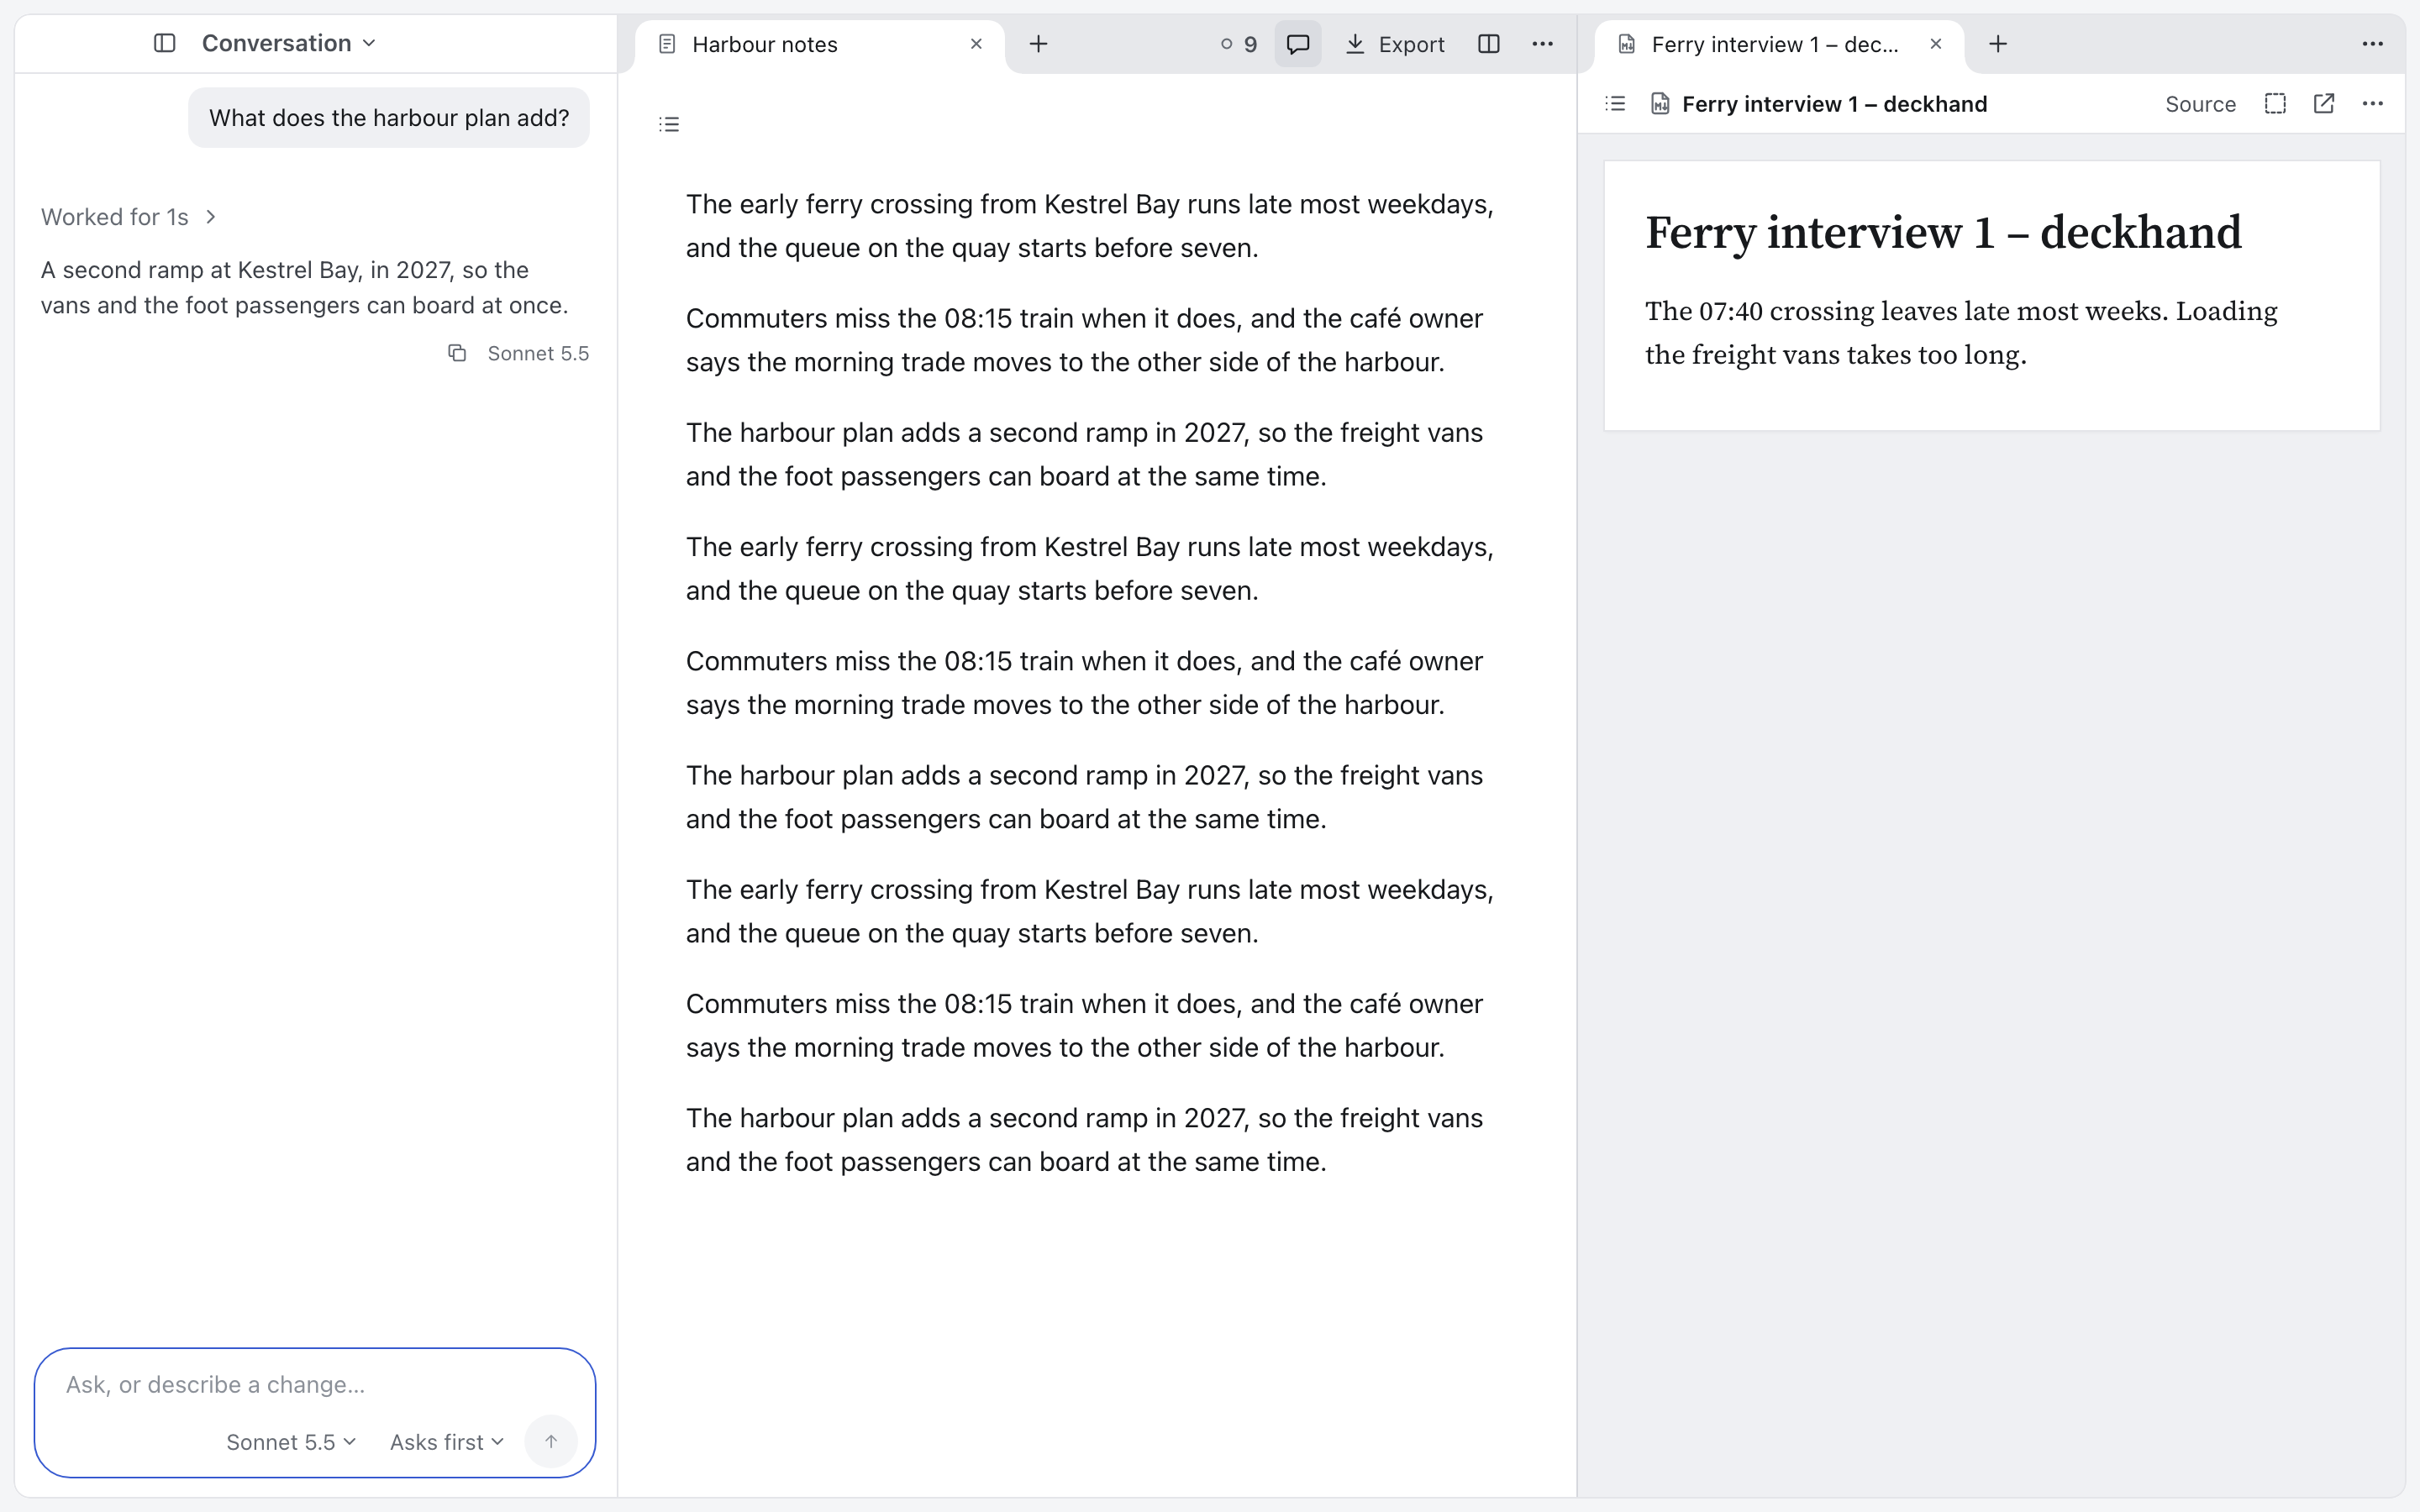 Conversation
What does the harbour plan add?
Worked for 1s
A second ramp at Kestrel Bay, in 2027, so the
vans and the foot passengers can board at once.
Sonnet 5.5
Ask, or describe a change...
Sonnet 5.5 Asks first
Harbour notes
9 Export
The early ferry crossing from Kestrel Bay runs late most weekdays,
and the queue on the quay starts before seven.
Commuters miss the 08:15 train when it does, and the café owner
says the morning trade moves to the other side of the harbour.
The harbour plan adds a second ramp in 2027, so the freight vans
and the foot passengers can board at the same time.
The early ferry crossing from Kestrel Bay runs late most weekdays,
and the queue on the quay starts before seven.
Commuters miss the 08:15 train when it does, and the café owner
says the morning trade moves to the other side of the harbour.
The harbour plan adds a second ramp in 2027, so the freight vans
and the foot passengers can board at the same time.
The early ferry crossing from Kestrel Bay runs late most weekdays,
and the queue on the quay starts before seven.
Commuters miss the 08:15 train when it does, and the café owner
says the morning trade moves to the other side of the harbour.
The harbour plan adds a second ramp in 2027, so the freight vans
and the foot passengers can board at the same time.
Ferry interview 1 – dec...
Ferry interview 1 – deckhand
Source
Ferry interview 1 – deckhand
The 07:40 crossing leaves late most weeks. Loading
the freight vans takes too long.